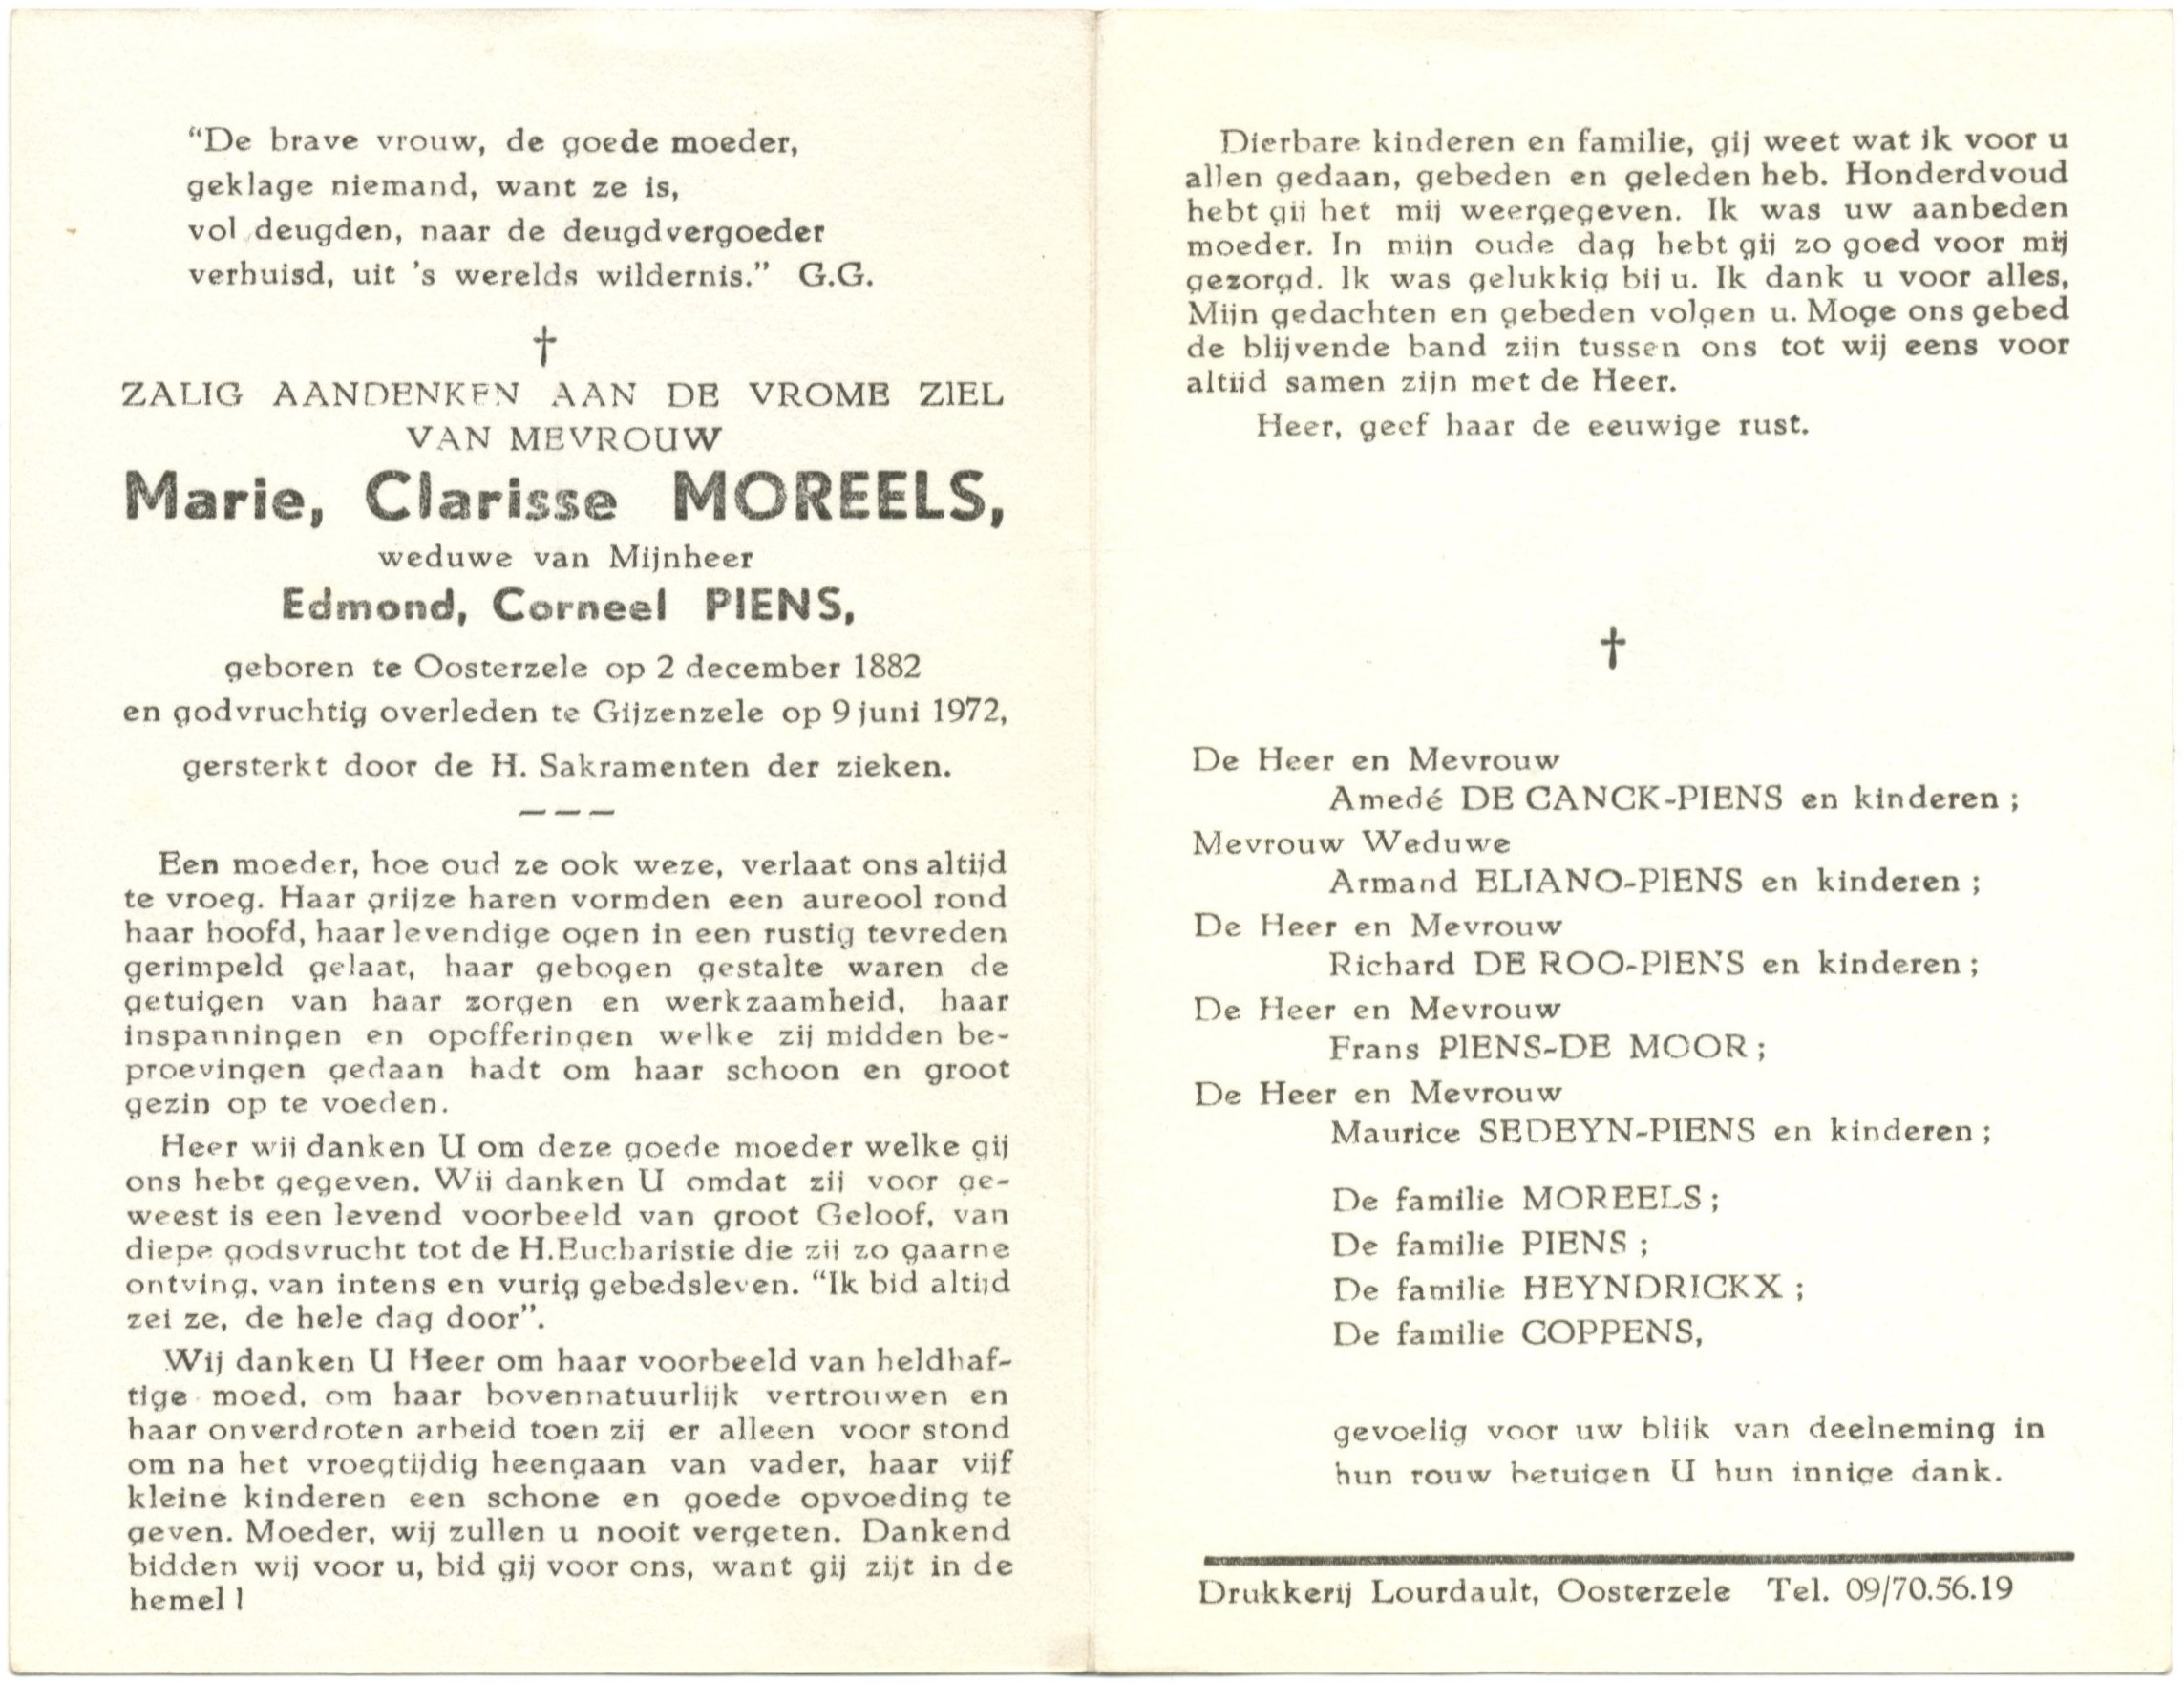 “De brave vrouw, de goede moeder,
geklage niemand, want ze is,
vol deugden, naar de deugdvergoeder
verhuisd, uit 's werelds wildernis.” G.G.
†
ZALIG AANDENKEN AAN DE VROME ZIEL
VAN MEVROUW
Marie, Clarisse MOREELS,
weduwe van Mijnheer
Edmond, Corneel PIENS,
geboren te Oosterzele op 2 december 1882
en godvruchtig overleden te Gijzenzele op 9 juni 1972,
gersterkt door de H. Sakramenten der zieken.
———
Een moeder, hoe oud ze ook weze, verlaat ons altijd
te vroeg. Haar grijze haren vormden een aureool rond
haar hoofd, haar levendige ogen in een rustig tevreden
gerimpeld gelaat, haar gebogen gestalte waren de
getuigen van haar zorgen en werkzaamheid, haar
inspanningen en opofferingen welke zij midden be-
proevingen gedaan hadt om haar schoon en groot
gezin op te voeden.
Heer wij danken U om deze goede moeder welke gij
ons hebt gegeven. Wij danken U omdat zij voor ge-
weest is een levend voorbeeld van groot Geloof, van
diepe godsvrucht tot de H.Eucharistie die zij zo gaarne
ontving, van intens en vurig gebedsleven. “Ik bid altijd
zei ze, de hele dag door”.
Wij danken U Heer om haar voorbeeld van heldhaf-
tige moed, om haar bovennatuurlijk vertrouwen en
haar onverdroten arbeid toen zij er alleen voor stond
om na het vroegtijdig heengaan van vader, haar vijf
kleine kinderen een schone en goede opvoeding te
geven. Moeder, wij zullen u nooit vergeten. Dankend
bidden wij voor u, bid gij voor ons, want gij zijt in de
hemel !
Dierbare kinderen en familie, gij weet wat ik voor u
allen gedaan, gebeden en geleden heb. Honderdvoud
hebt gij het mij weergegeven. Ik was uw aanbeden
moeder. In mijn oude dag hebt gij zo goed voor mij
gezorgd. Ik was gelukkig bij u. Ik dank u voor alles,
Mijn gedachten en gebeden volgen u. Moge ons gebed
de blijvende band zijn tussen ons tot wij eens voor
altijd samen zijn met de Heer.
Heer, geef haar de eeuwige rust.
†
De Heer en Mevrouw
Amedé DE CANCK-PIENS en kinderen ;
Mevrouw Weduwe
Armand ELIANO-PIENS en kinderen ;
De Heer en Mevrouw
Richard DE ROO-PIENS en kinderen ;
De Heer en Mevrouw
Frans PIENS-DE MOOR ;
De Heer en Mevrouw
Maurice SEDEYN-PIENS en kinderen ;
De familie MOREELS ;
De familie PIENS ;
De familie HEYNDRICKX ;
De familie COPPENS,
gevoelig voor uw blijk van deelneming in
hun rouw betuigen U hun innige dank.
Drukkerij Lourdault, Oosterzele Tel. 09/70.56.19